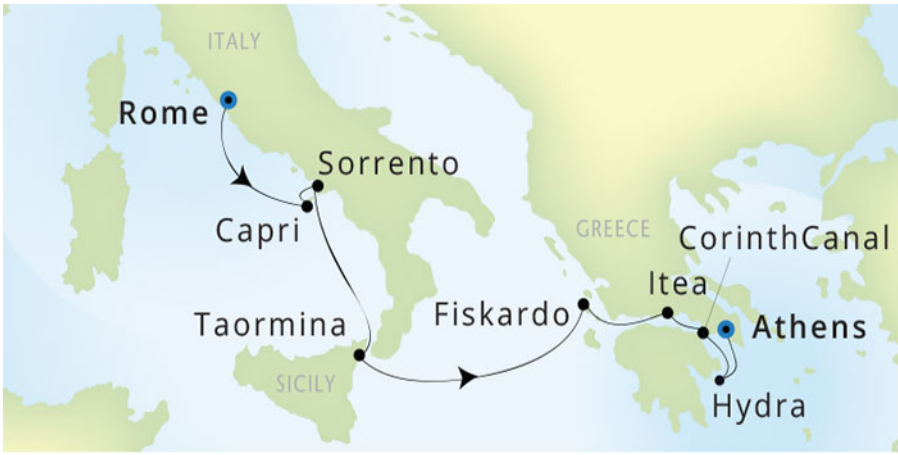 ITALY
Rome
Sorrento
Capri
GREECE
CorinthCanal
Itea
Fiskardo
Taormina
Athens
SICILY
Hydra